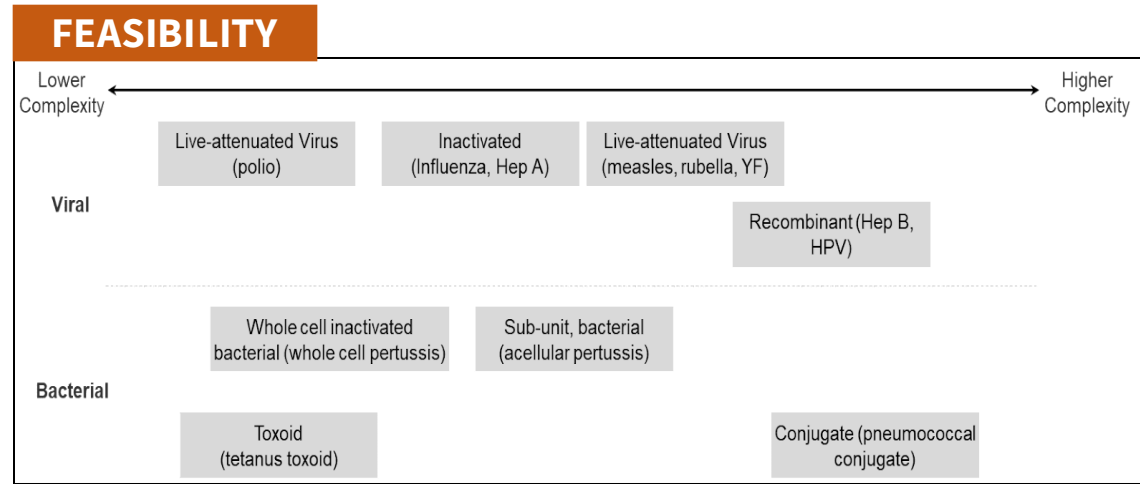 FEASIBILITY
Lower
Complexity
Higher
Complexity
Live-attenuated Virus
(polio)
Inactivated
(Influenza, Hep A)
Live-attenuated Virus
(measles, rubella, YF)
Viral
Recombinant (Hep B,
HPV)
Whole cell inactivated
bacterial (whole cell pertussis)
Sub-unit, bacterial
(acellular pertussis)
Bacterial
Toxoid
(tetanus toxoid)
Conjugate (pneumococcal
conjugate)